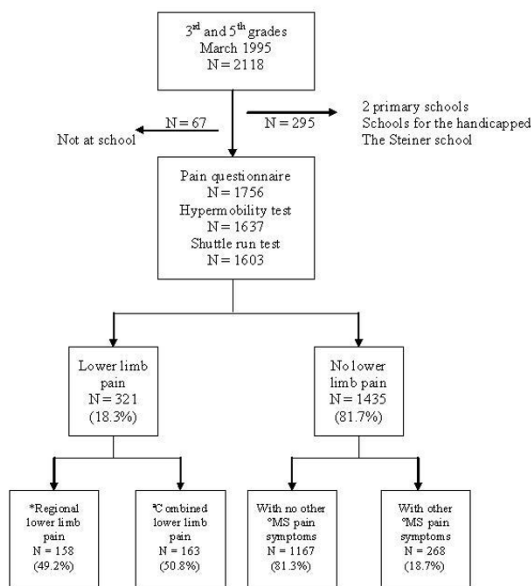 3rd and 5th grades
March 1995
N = 2118
N = 67
N = 295
Not at school
2 primary schools
Schools for the handicapped
The Steiner school
Pain questionnaire
N = 1756
Hypermobility test
N = 1637
Shuttle run test
N = 1603
Lower limb
pain
N = 321
(18.3%)
No lower
limb pain
N = 1435
(81.7%)
*Regional
lower limb
pain
N = 158
(49.2%)
ªCombined
lower limb
pain
N = 163
(50.8%)
With no other
°MS pain
symptoms
N = 1167
(81.3%)
With other
°MS pain
symptoms
N = 268
(18.7%)